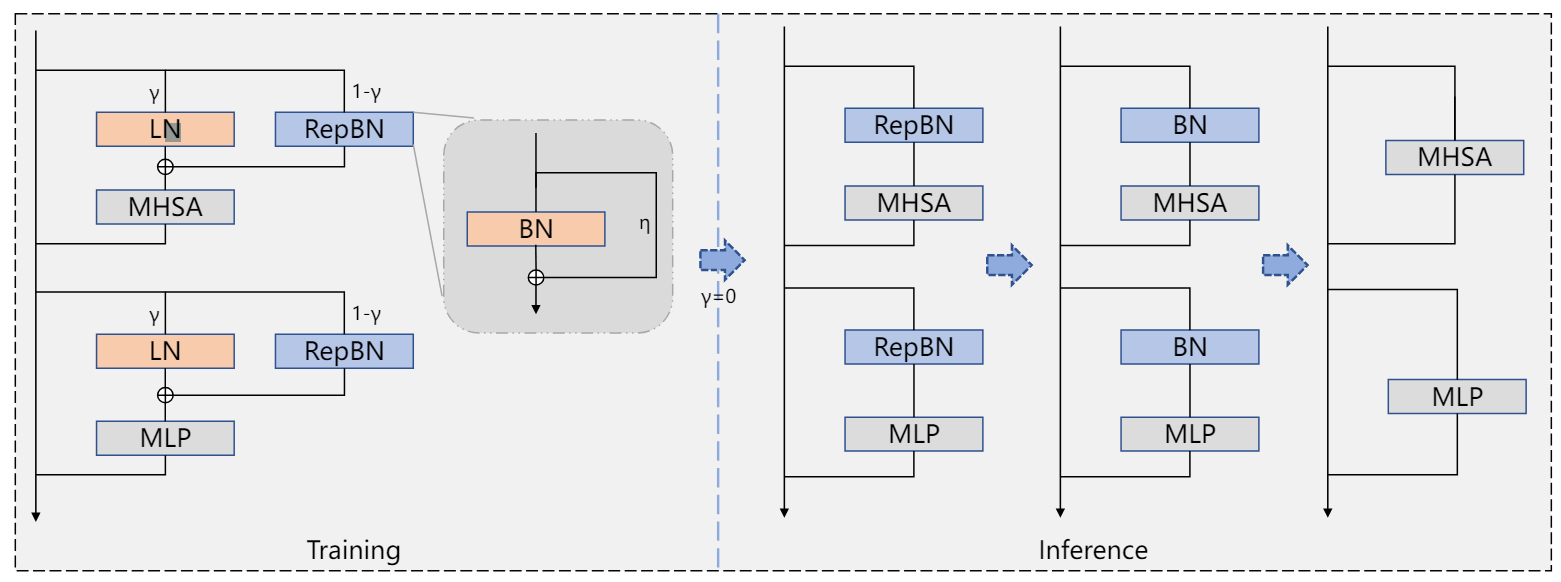 γ
1-γ
LN
RepBN
MHSA
BN
η
γ
1-γ
LN
RepBN
MLP
γ=0
RepBN
MHSA
RepBN
MLP
BN
MHSA
BN
MLP
MHSA
MLP
Training
Inference